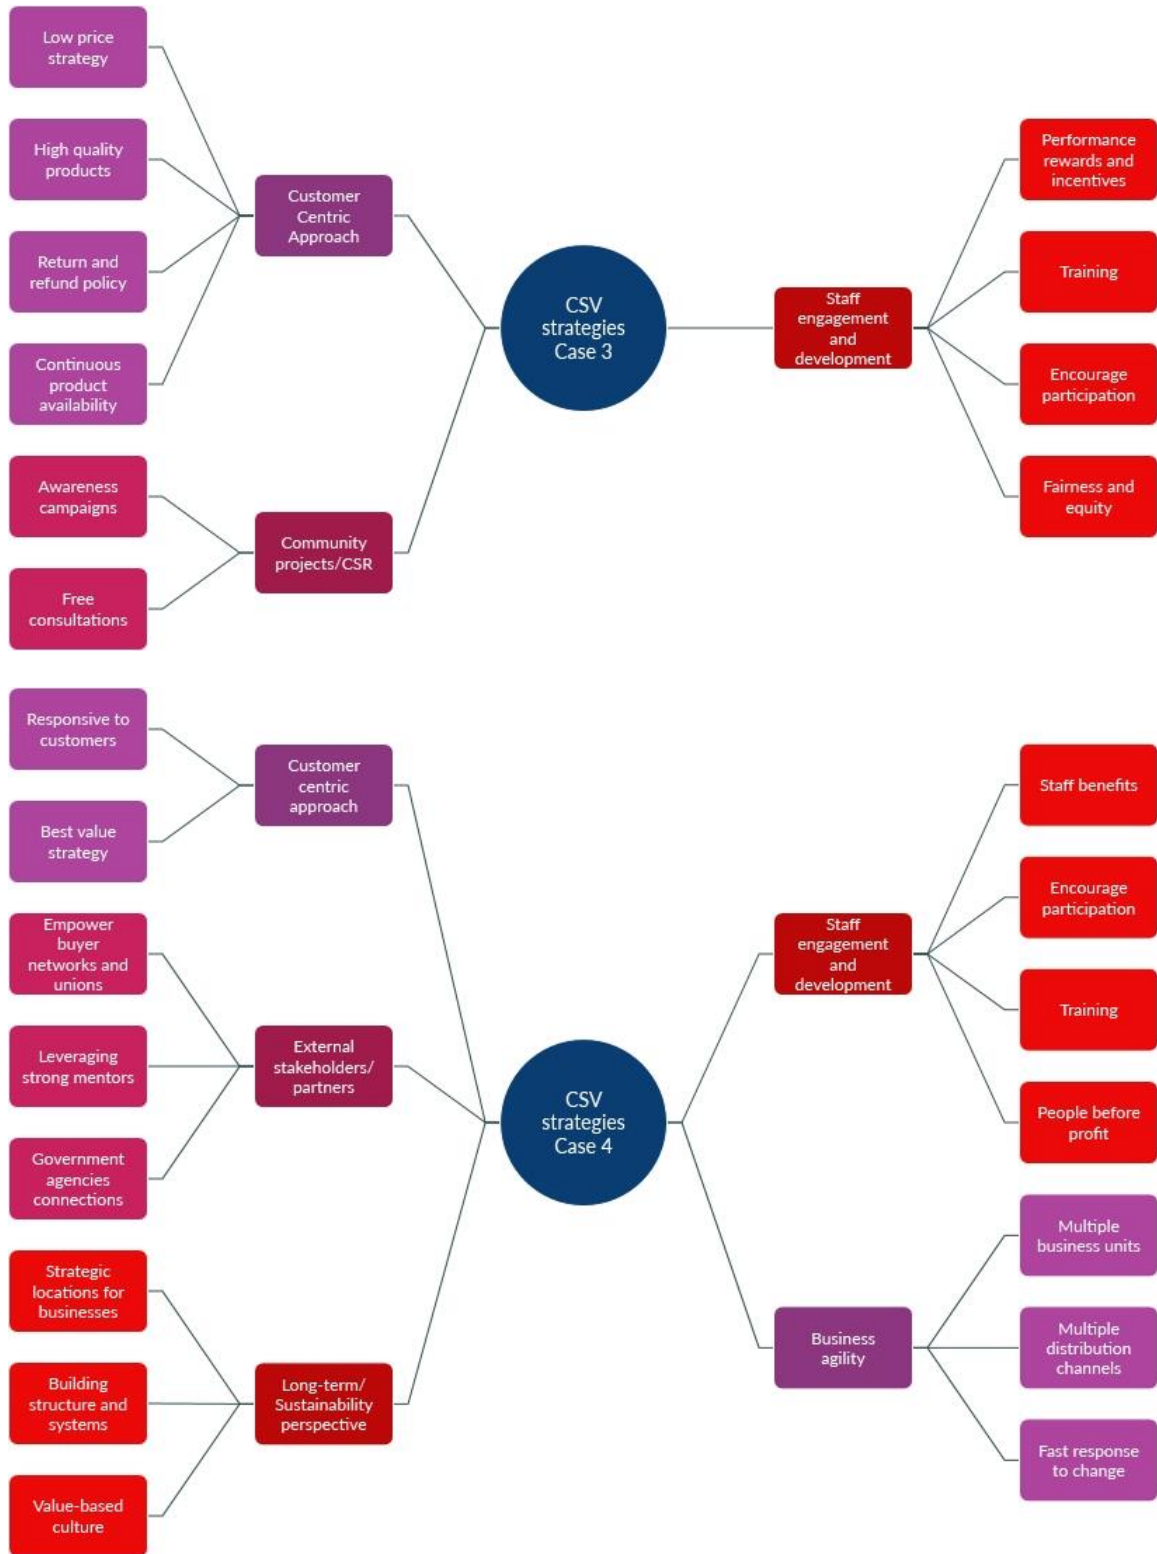 Low price
strategy
High quality
products
Return and
refund policy
Continuous
product
availability
Awareness
campaigns
Free
consultations
Customer
Centric
Approach
Community
projects/CSR
CSV
strategies
Case 3
Staff
engagement
and
development
Performance
rewards and
incentives
Training
Encourage
participation
Fairness and
equity
Responsive to
customers
Best value
strategy
Empower
buyer
networks and
unions
Leveraging
strong mentors
Government
agencies
connections
Strategic
locations for
businesses
Building
structure and
systems
Value-based
culture
Customer
centric
approach
External
stakeholders/
partners
Long-term/
Sustainability
perspective
CSV
strategies
Case 4
Staff
engagement
and
development
Business
agility
Staff benefits
Encourage
participation
Training
People before
profit
Multiple
business units
Multiple
distribution
channels
Fast response
to change